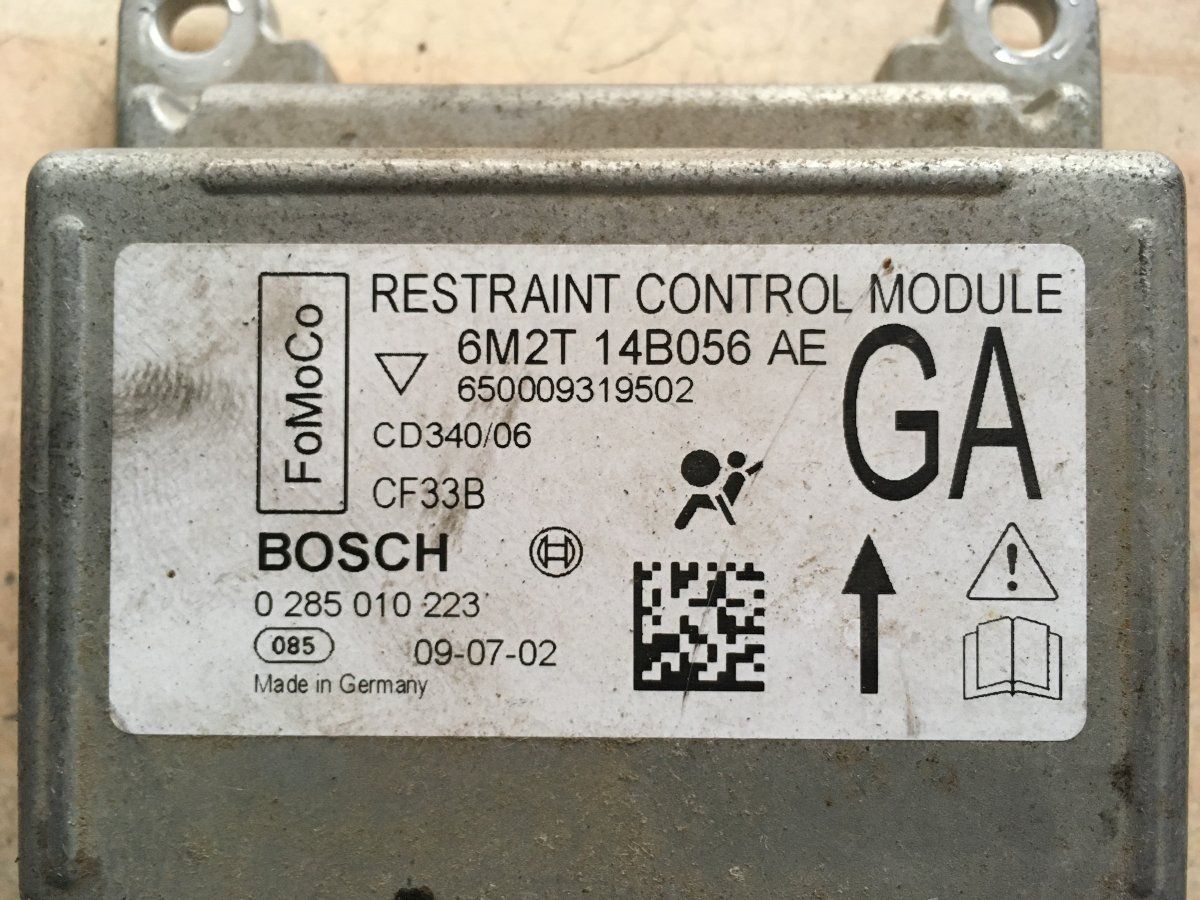 FoMoCo
RESTRAINT CONTROL MODULE
6M2T 14B056 AE
650009319502
GA
CD340/06
CF33B
BOSCH
0 285 010 223
085
09-07-02
Made in Germany